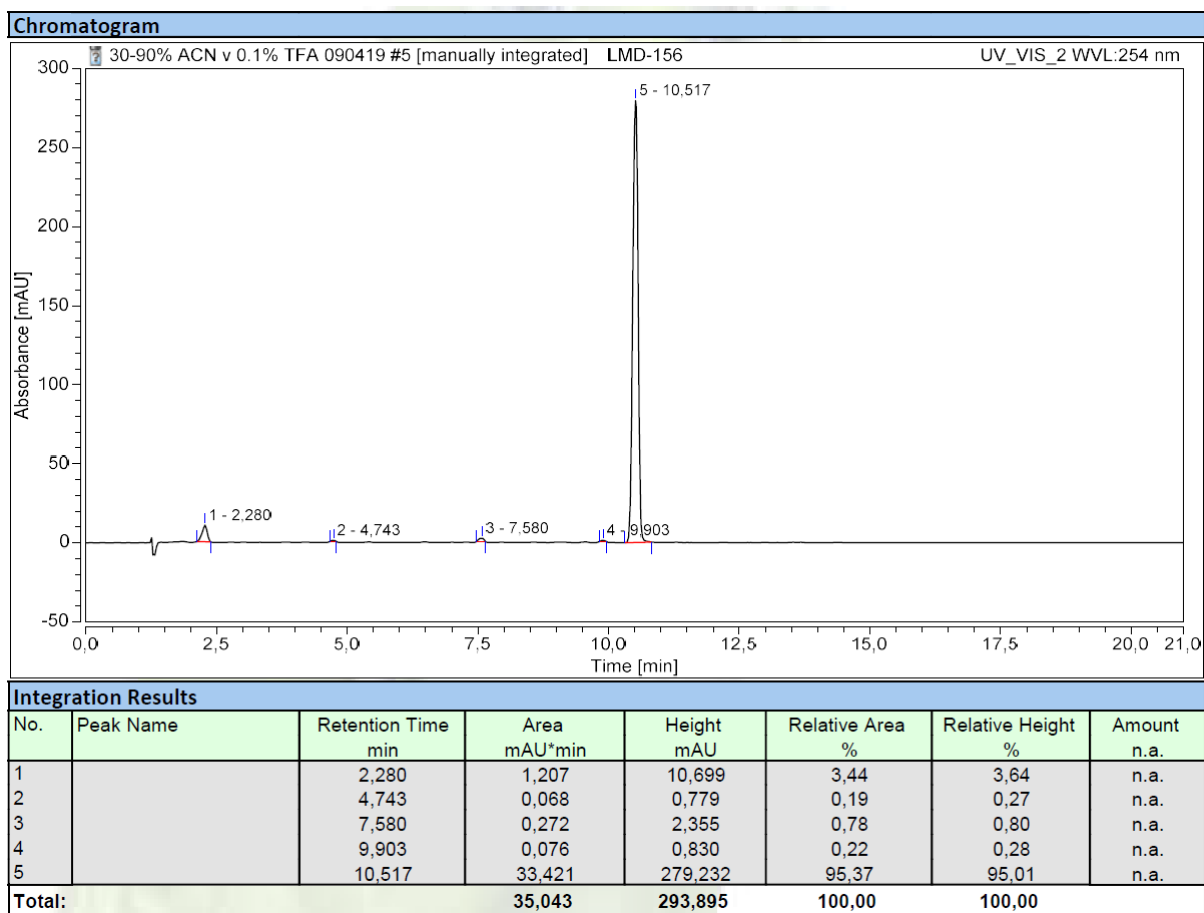 Chromatogram
30-90% ACN v 0.1% TFA 090419 #5 [manually integrated] LMD-156 UV_VIS_2 WVL:254 nm
300
250
200
150
100
50
0
-50
Absorbance [mAU]
5 - 10,517
1 - 2,280
2 - 4,743
3 - 7,580
4 - 9,903
0,0 2,5 5,0 7,5 10,0 12,5 15,0 17,5 20,0 21,0
Time [min]
Integration Results
No. Peak Name Retention Time Area Height Relative Area Relative Height Amount
min mAU*min mAU % % n.a.
1 2,280 1,207 10,699 3,44 3,64 n.a.
2 4,743 0,068 0,779 0,19 0,27 n.a.
3 7,580 0,272 2,355 0,78 0,80 n.a.
4 9,903 0,076 0,830 0,22 0,28 n.a.
5 10,517 33,421 279,232 95,37 95,01 n.a.
Total: 35,043 293,895 100,00 100,00